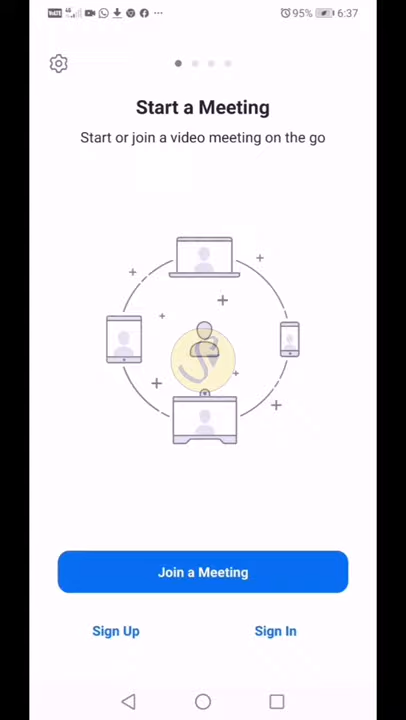 95% 6:37
Start a Meeting
Start or join a video meeting on the go
Join a Meeting
Sign Up
Sign In